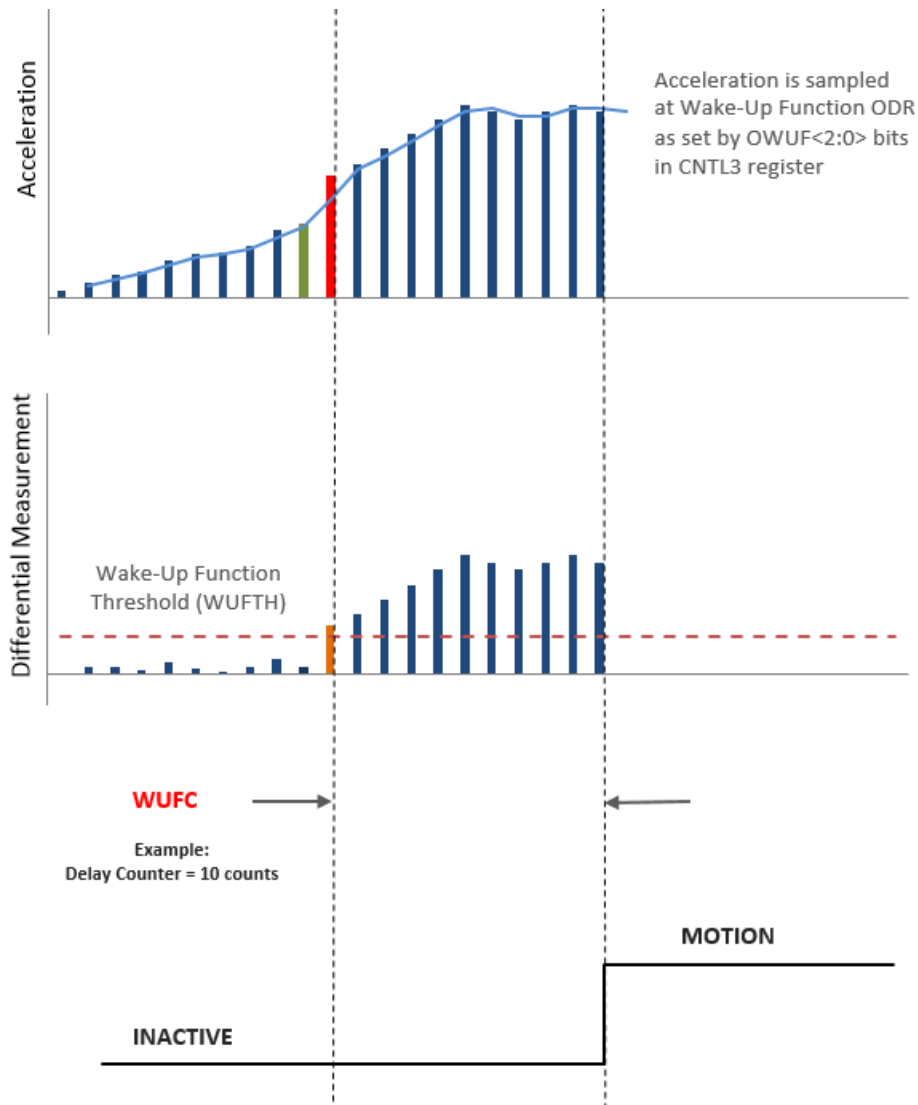 Acceleration
Acceleration is sampled
at Wake-Up Function ODR
as set by OWUF<2:0> bits
in CNTL3 register
Differential Measurement
Wake-Up Function
Threshold (WUFTH)
WUFC
Example:
Delay Counter = 10 counts
MOTION
INACTIVE